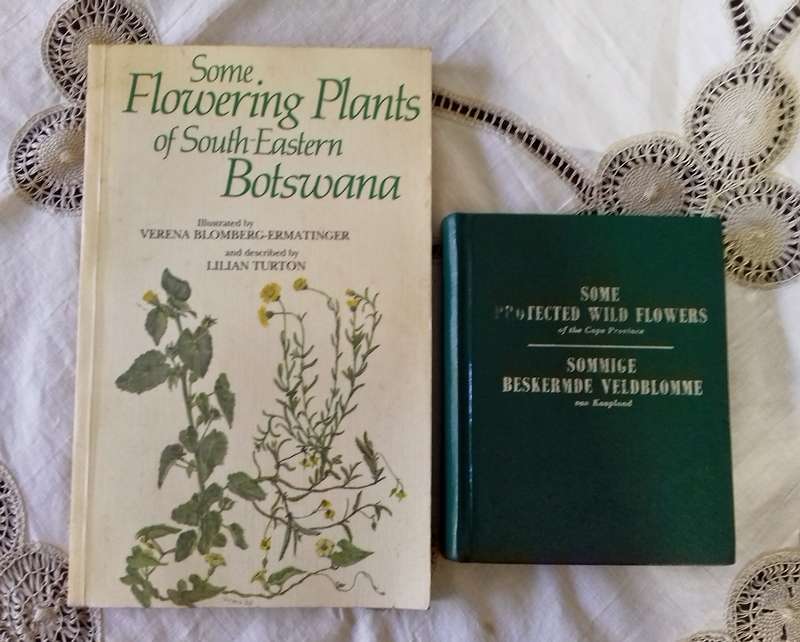 Some
Flowering Plants
of South-Eastern
Botswana
Illustrated by
VERENA BLOMBERG-ERMATINGER
and described by
LILIAN TURTON
SOME
PROTECTED WILD FLOWERS
of the Cape Province
SOMMIGE
BESKERMDE VELDBLOMME
van Kaapland